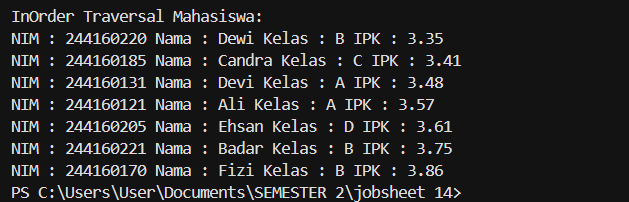 InOrder Traversal Mahasiswa:
NIM : 244160220 Nama : Dewi Kelas : B IPK : 3.35
NIM : 244160185 Nama : Candra Kelas : C IPK : 3.41
NIM : 244160131 Nama : Devi Kelas : A IPK : 3.48
NIM : 244160121 Nama : Ali Kelas : A IPK : 3.57
NIM : 244160205 Nama : Ehsan Kelas : D IPK : 3.61
NIM : 244160221 Nama : Badar Kelas : B IPK : 3.75
NIM : 244160170 Nama : Fizi Kelas : B IPK : 3.86
PS C:\Users\User\Documents\SEMESTER 2\jobsheet 14>